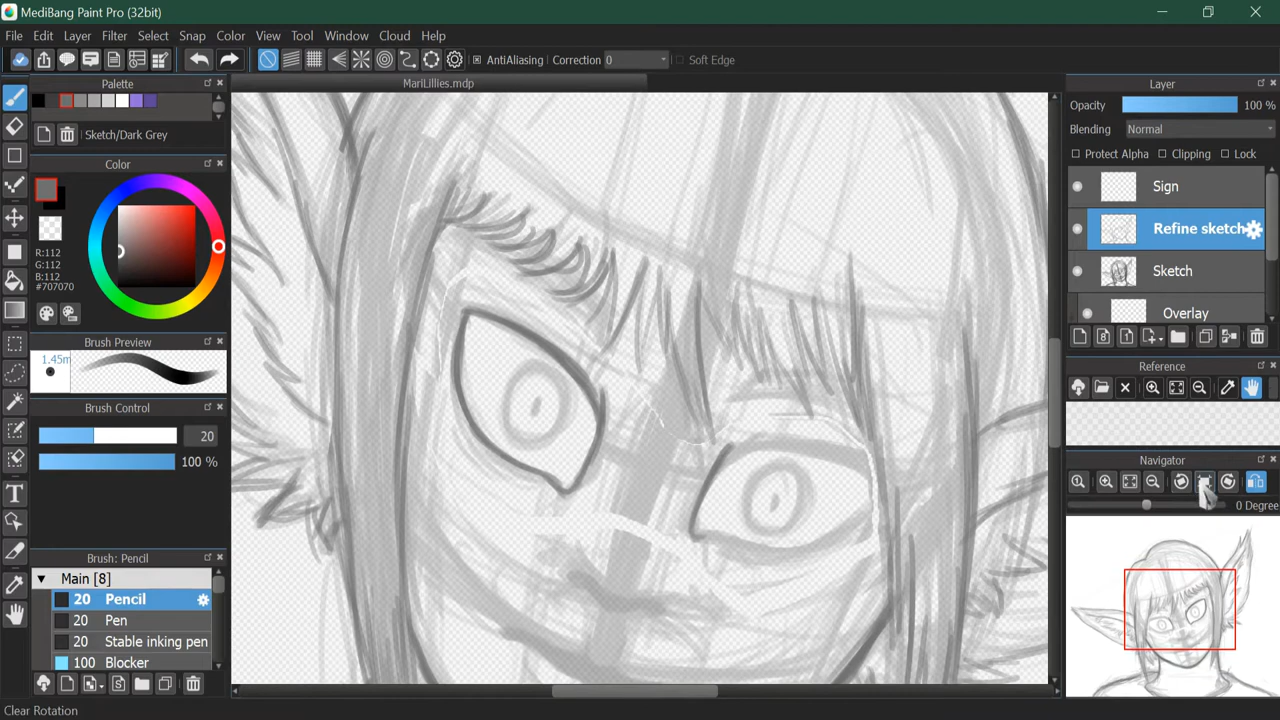 MediBang Paint Pro (32bit)
File Edit Layer Filter Select Snap Color View Tool Window Cloud Help
AntiAliasing Correction 0 Soft Edge
Palette
MariLillies.mdp
Layer
Opacity 100 %
Sketch/Dark Grey
Blending Normal
Color
Protect Alpha Clipping Lock
Sign
Refine sketch
R:112
G:112
B:112
#707070
Sketch
Overlay
Brush Preview
1.45m
Reference
Brush Control
20
100 %
Navigator
0 Degree
Brush: Pencil
Main [8]
20 Pencil
20 Pen
20 Stable inking pen
100 Blocker
Clear Rotation